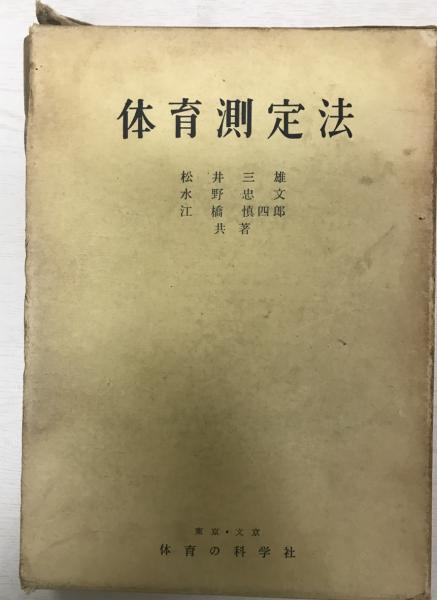 体育測定法
松井三雄
水野忠文
江橋慎四郎
共著
東京・文京
体育の科学社